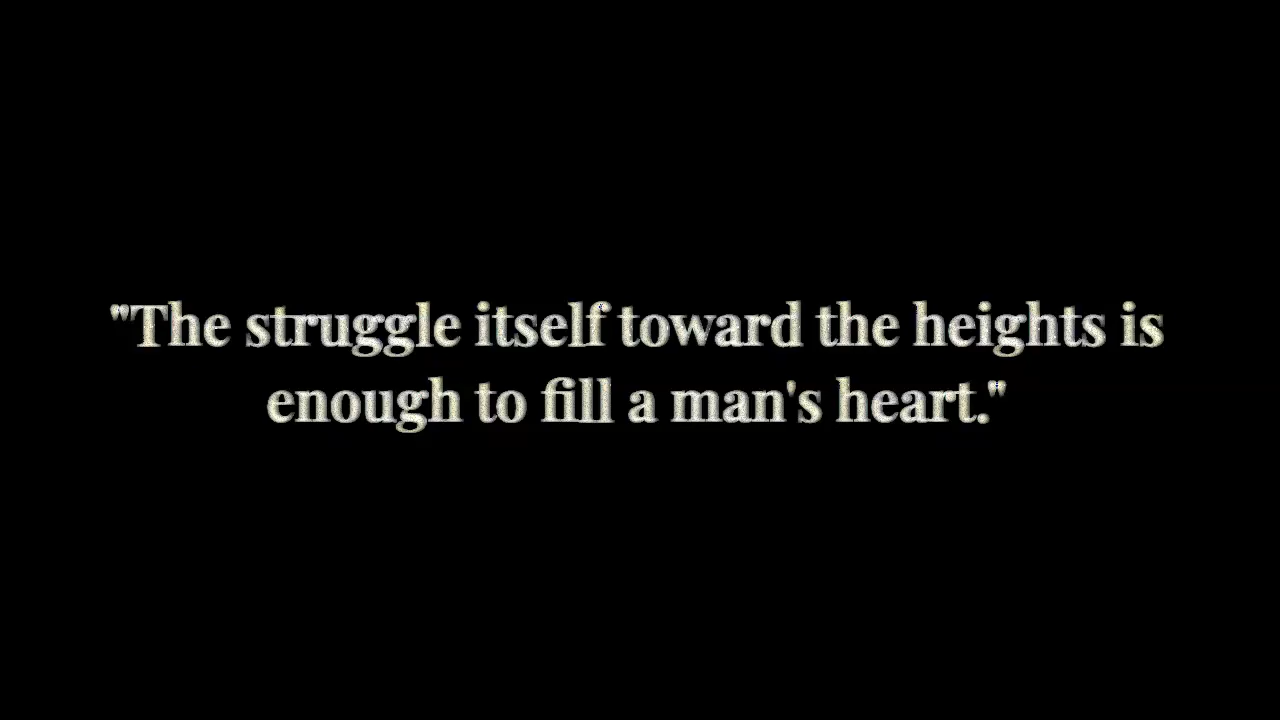 "The struggle itself toward the heights is
enough to fill a man's heart."